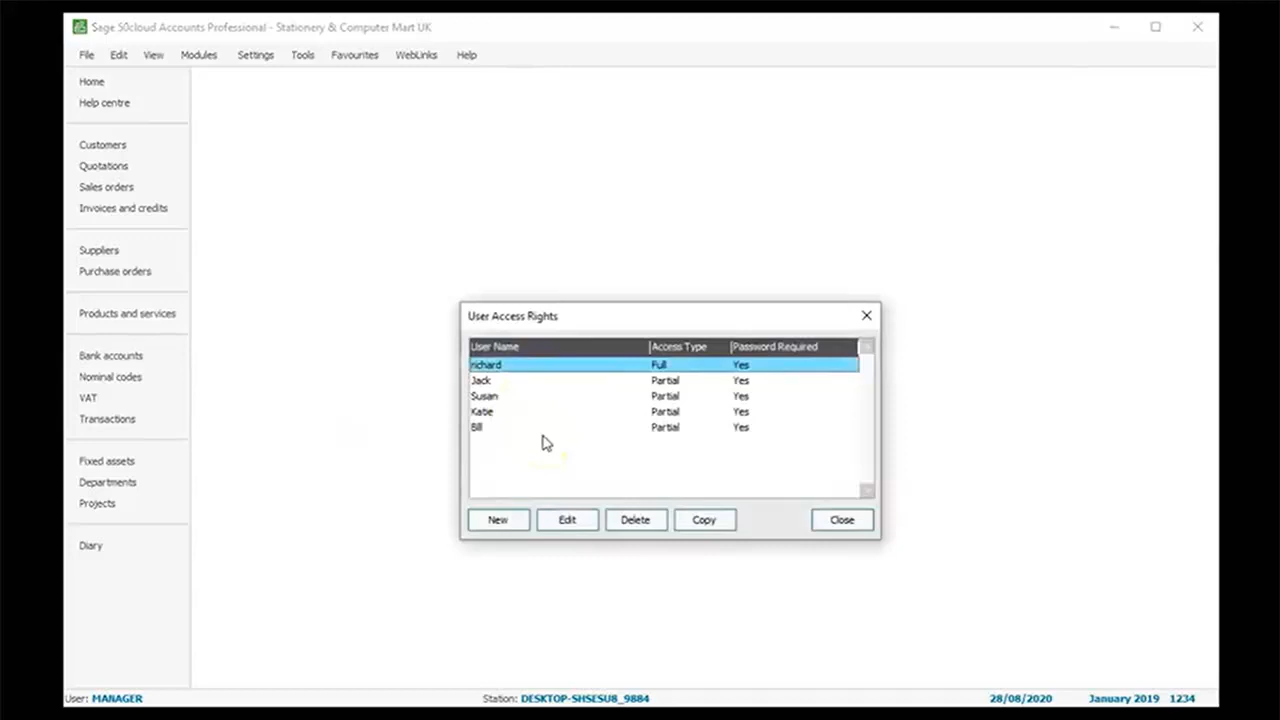 Sage 50cloud Accounts Professional - Stationery & Computer Mart UK
File Edit View Modules Settings Tools Favourites WebLinks Help
Home
Help centre
Customers
Quotations
Sales orders
Invoices and credits
Suppliers
Purchase orders
Products and services
Bank accounts
Nominal codes
VAT
Transactions
Fixed assets
Departments
Projects
Diary
User Access Rights
User Name Access Type Password Required
richard Full Yes
Jack Partial Yes
Susan Partial Yes
Katie Partial Yes
Bill Partial Yes
New Edit Delete Copy Close
User: MANAGER Station: DESKTOP-SHSESU8_9884 28/08/2020 January 2019 1234